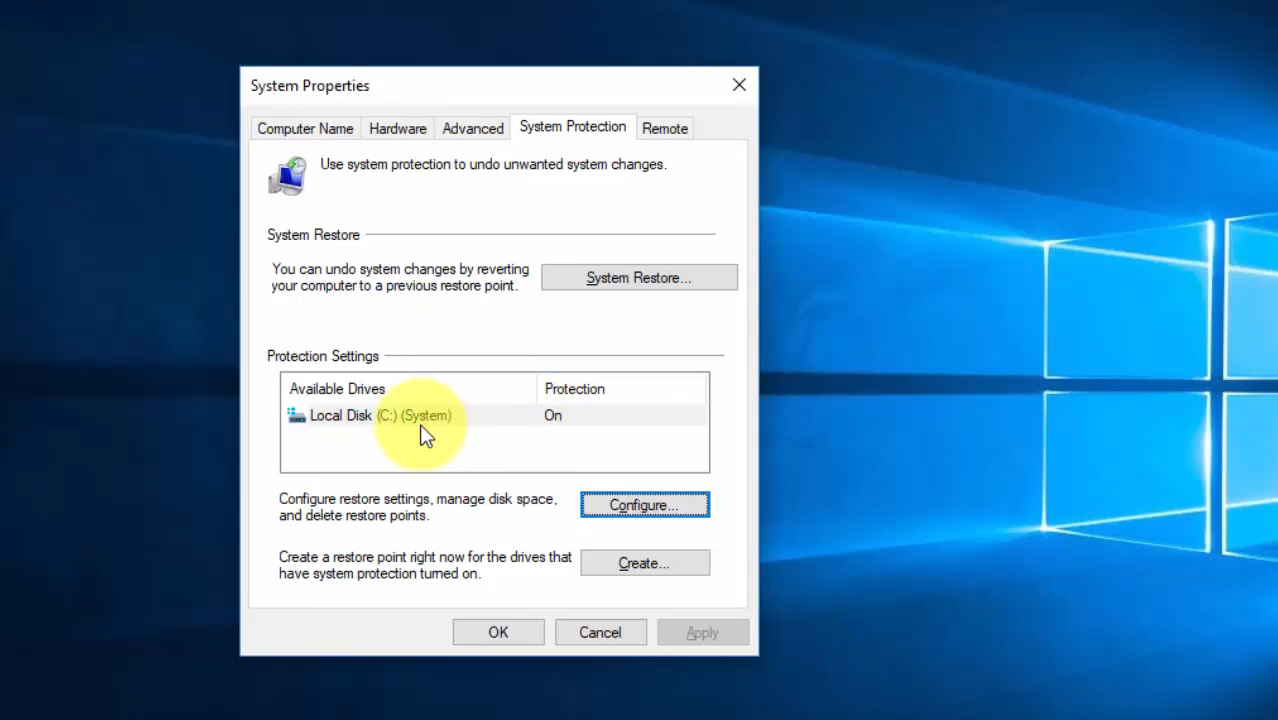 System Properties
Computer Name
Hardware
Advanced
System Protection
Remote
Use system protection to undo unwanted system changes.
System Restore
You can undo system changes by reverting
your computer to a previous restore point.
System Restore...
Protection Settings
Available Drives
Protection
Local Disk (C:) (System)
On
Configure restore settings, manage disk space,
and delete restore points.
Configure...
Create a restore point right now for the drives that
have system protection turned on.
Create...
OK
Cancel
Apply